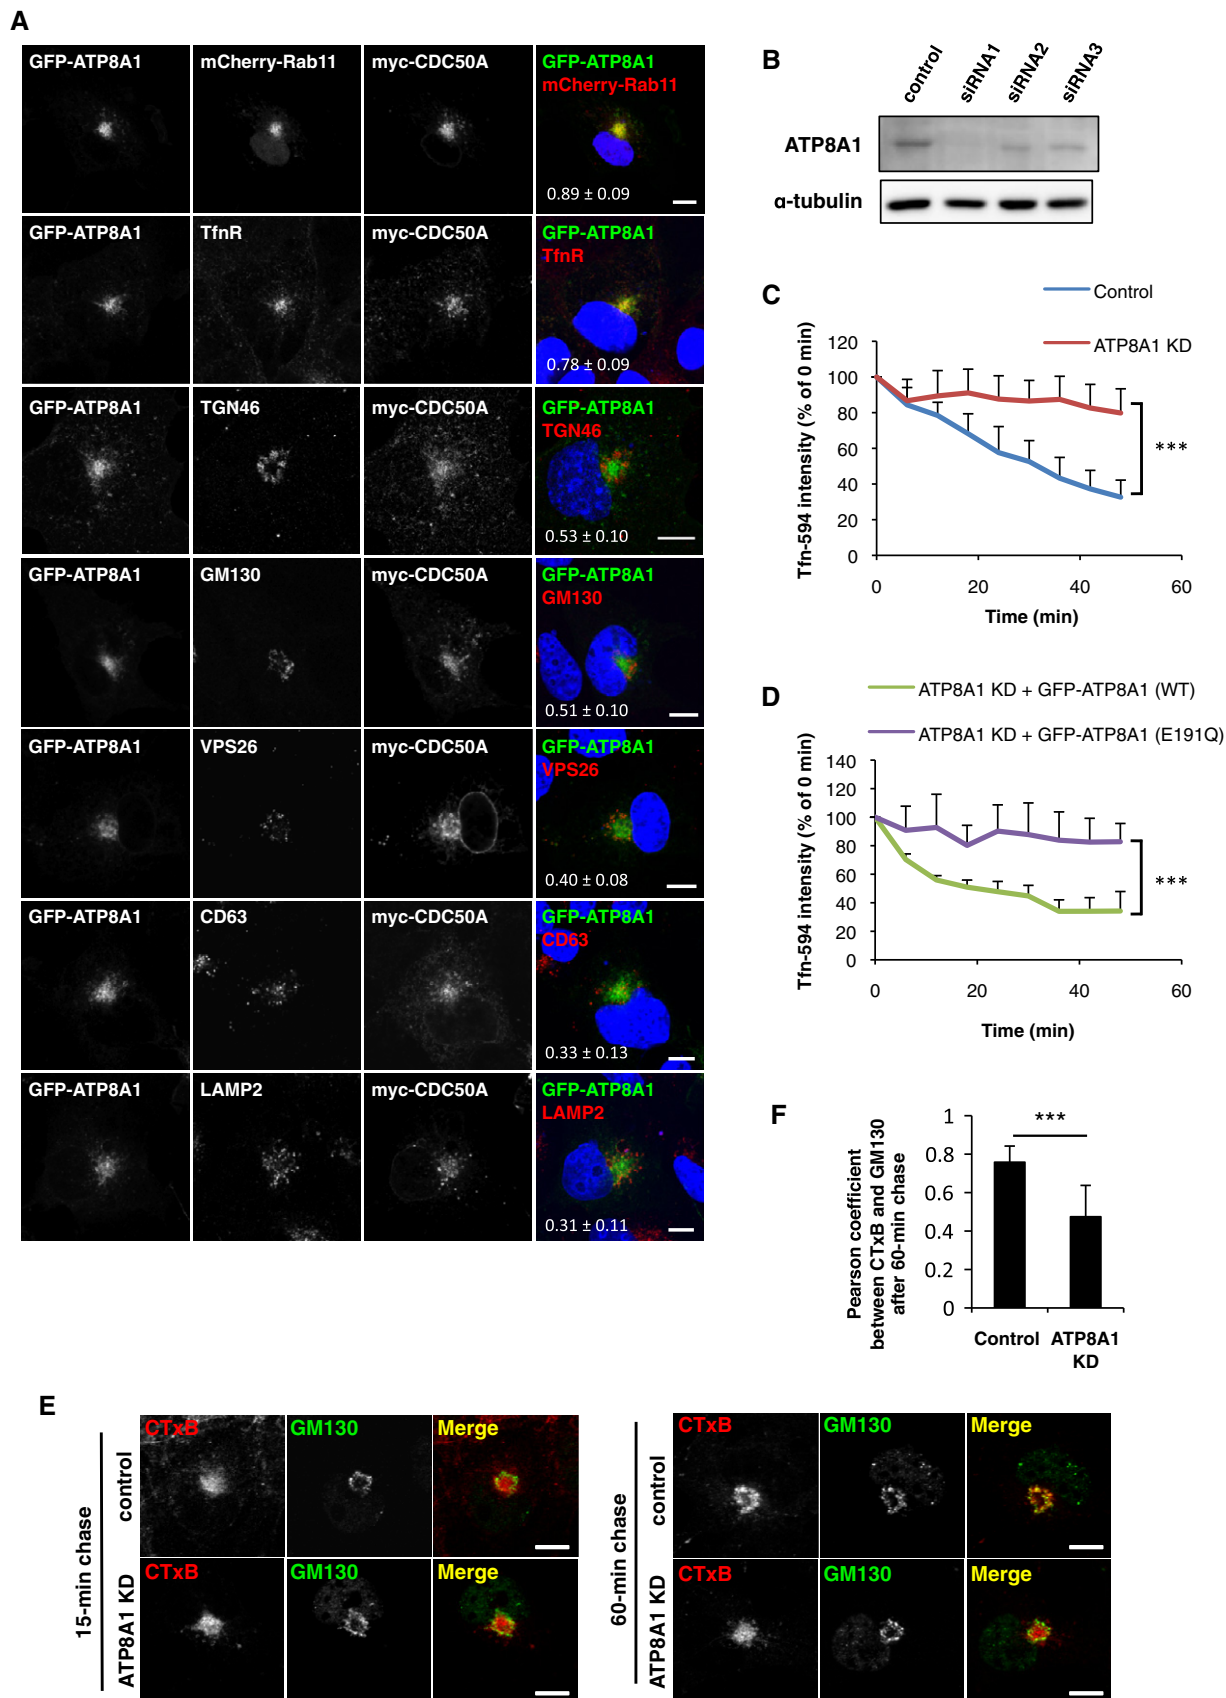 A
GFP-ATP8A1 mCherry-Rab11 myc-CDC50A GFP-ATP8A1
mCherry-Rab11
0.89 ± 0.09
GFP-ATP8A1 TfnR myc-CDC50A GFP-ATP8A1
TfnR
0.78 ± 0.09
GFP-ATP8A1 TGN46 myc-CDC50A GFP-ATP8A1
TGN46
0.53 ± 0.10
GFP-ATP8A1 GM130 myc-CDC50A GFP-ATP8A1
GM130
0.51 ± 0.10
GFP-ATP8A1 VPS26 myc-CDC50A GFP-ATP8A1
VPS26
0.40 ± 0.08
GFP-ATP8A1 CD63 myc-CDC50A GFP-ATP8A1
CD63
0.33 ± 0.13
GFP-ATP8A1 LAMP2 myc-CDC50A GFP-ATP8A1
LAMP2
0.31 ± 0.11
B
control siRNA1 siRNA2 siRNA3
ATP8A1
α-tubulin
C
Control
ATP8A1 KD
Tfn-594 intensity (% of 0 min)
120
100
80
60
40
20
0
***
0 20 40 60
Time (min)
D
ATP8A1 KD + GFP-ATP8A1 (WT)
ATP8A1 KD + GFP-ATP8A1 (E191Q)
Tfn-594 intensity (% of 0 min)
140
120
100
80
60
40
20
0
***
0 20 40 60
Time (min)
F
Pearson coefficient
between CTxB and GM130
after 60-min chase
1
0.8
0.6
0.4
0.2
0
***
Control ATP8A1
KD
E
15-min chase
control
CTxB GM130 Merge
ATP8A1 KD
CTxB GM130 Merge
60-min chase
control
CTxB GM130 Merge
ATP8A1 KD
CTxB GM130 Merge